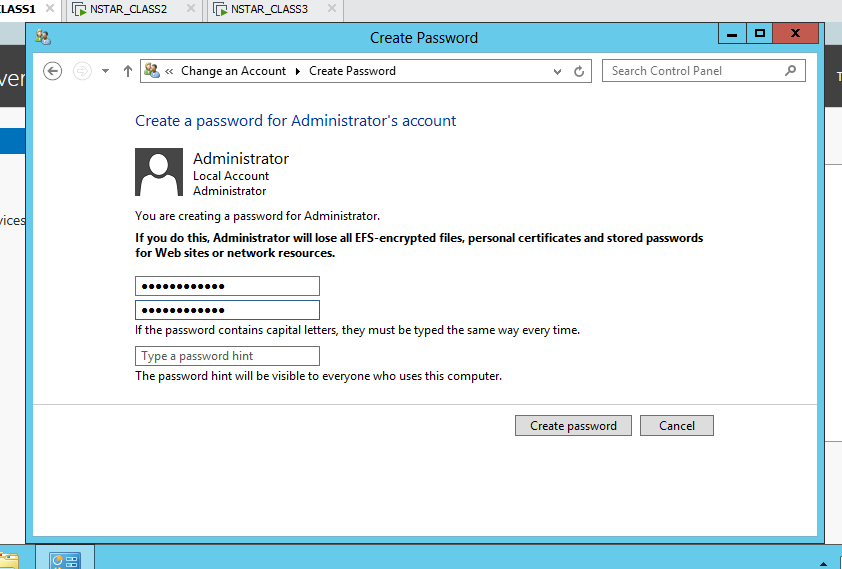 LASS1
NSTAR_CLASS2
NSTAR_CLASS3
Create Password
Change an Account
Create Password
Search Control Panel
ver
T
Create a password for Administrator's account
Administrator
Local Account
Administrator
vices
You are creating a password for Administrator.
If you do this, Administrator will lose all EFS-encrypted files, personal certificates and stored passwords
for Web sites or network resources.
●●●●●●●●●●●●
●●●●●●●●●●●●
If the password contains capital letters, they must be typed the same way every time.
Type a password hint
The password hint will be visible to everyone who uses this computer.
Create password
Cancel